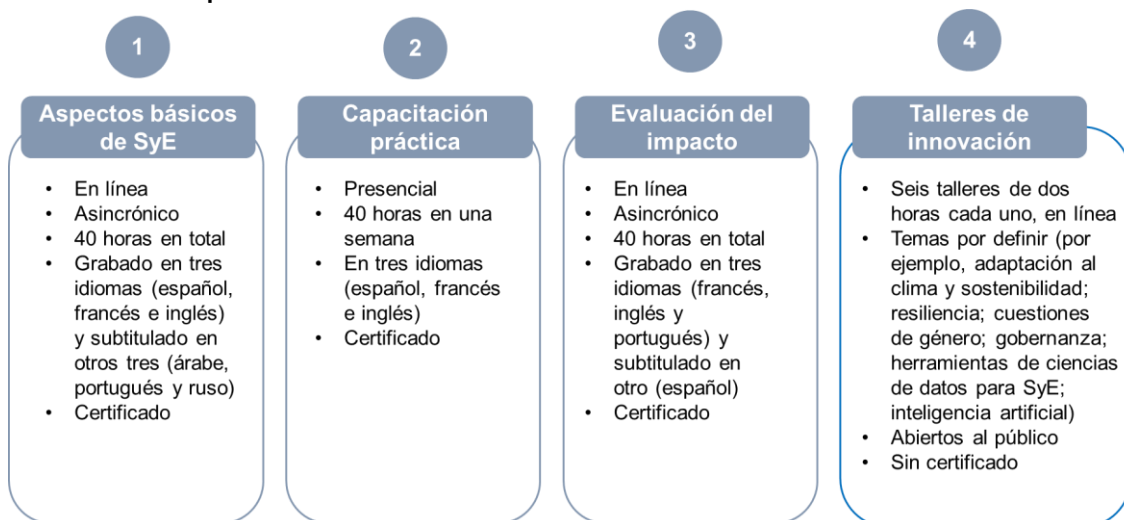 1
Aspectos básicos
de SyE
• En línea
• Asincrónico
• 40 horas en total
• Grabado en tres
idiomas (español,
francés e inglés)
y subtitulado en
otros tres (árabe,
portugués y ruso)
• Certificado
2
Capacitación
práctica
• Presencial
• 40 horas en una
semana
• En tres idiomas
(español, francés
e inglés)
• Certificado
3
Evaluación del
impacto
• En línea
• Asincrónico
• 40 horas en total
• Grabado en tres
idiomas (francés,
inglés y
portugués) y
subtitulado en
otro (español)
• Certificado
4
Talleres de
innovación
• Seis talleres de dos
horas cada uno, en línea
• Temas por definir (por
ejemplo, adaptación al
clima y sostenibilidad;
resiliencia; cuestiones
de género; gobernanza;
herramientas de ciencias
de datos para SyE;
inteligencia artificial)
• Abiertos al público
• Sin certificado